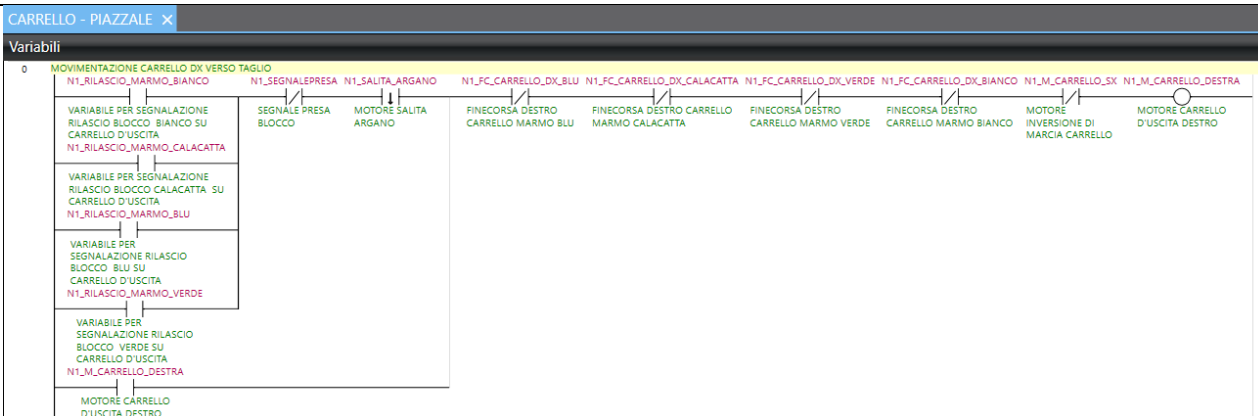 CARRELLO - PIAZZALE ×
Variabili
0 MOVIMENTAZIONE CARRELLO DX VERSO TAGLIO
N1_RILASCIO_MARMO_BIANCO N1_SEGNALEPRESA N1_SALITA_ARGANO N1_FC_CARRELLO_DX_BLU N1_FC_CARRELLO_DX_CALACATTA N1_FC_CARRELLO_DX_VERDE N1_FC_CARRELLO_DX_BIANCO N1_M_CARRELLO_SX N1_M_CARRELLO_DESTRA
VARIABILE PER SEGNALAZIONE
RILASCIO BLOCCO BIANCO SU
CARRELLO D'USCITA
SEGNALE PRESA
BLOCCO
MOTORE SALITA
ARGANO
FINECORSA DESTRO
CARRELLO MARMO BLU
FINECORSA DESTRO CARRELLO
MARMO CALACATTA
FINECORSA DESTRO
CARRELLO MARMO VERDE
FINECORSA DESTRO
CARRELLO MARMO BIANCO
MOTORE
INVERSIONE DI
MARCIA CARRELLO
MOTORE CARRELLO
D'USCITA DESTRO
N1_RILASCIO_MARMO_CALACATTA
VARIABILE PER SEGNALAZIONE
RILASCIO BLOCCO CALACATTA SU
CARRELLO D'USCITA
N1_RILASCIO_MARMO_BLU
VARIABILE PER
SEGNALAZIONE RILASCIO
BLOCCO BLU SU
CARRELLO D'USCITA
N1_RILASCIO_MARMO_VERDE
VARIABILE PER
SEGNALAZIONE RILASCIO
BLOCCO VERDE SU
CARRELLO D'USCITA
N1_M_CARRELLO_DESTRA
MOTORE CARRELLO
D'USCITA DESTRO